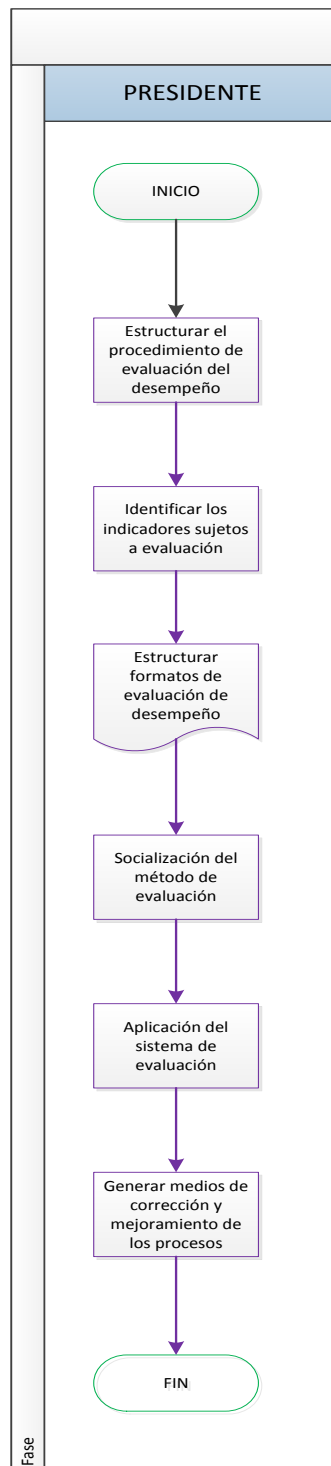 PRESIDENTE
INICIO
Estructurar el
procedimiento de
evaluación del
desempeño
Identificar los
indicadores sujetos
a evaluación
Estructurar
formatos de
evaluación de
desempeño
Socialización del
método de
evaluación
Aplicación del
sistema de
evaluación
Generar medios de
corrección y
mejoramiento de
los procesos
FIN
Fase